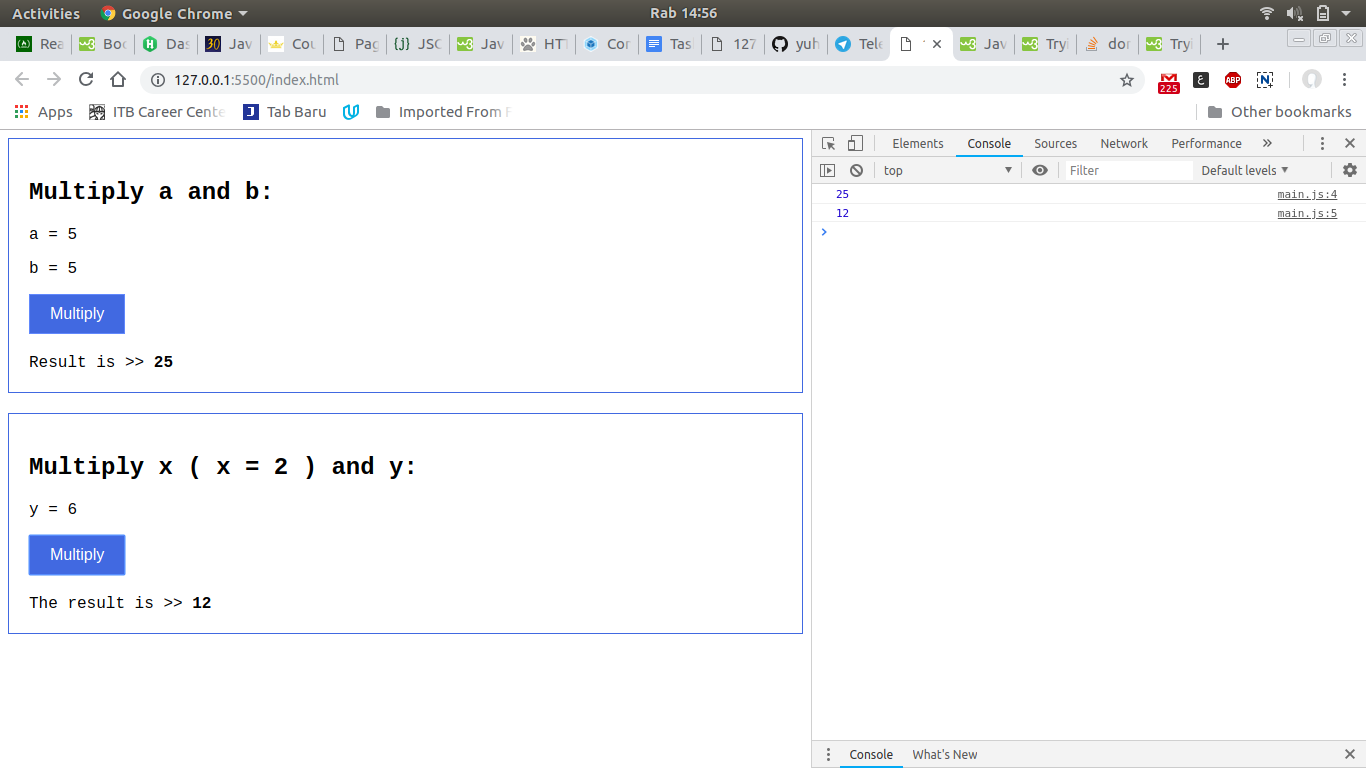 Activities Google Chrome Rab 14:56
Rea Boo Das Jav Cou Pag JSC Jav HTT Cor Tas 127 yuh Tele Jav Tryi dor Tryi
127.0.0.1:5500/index.html
225 ABP N
Apps ITB Career Cente Tab Baru Imported From F Other bookmarks
Elements Console Sources Network Performance »
top Filter Default levels
25 main.js:4
12 main.js:5
Multiply a and b:
a = 5
b = 5
Multiply
Result is >> 25
Multiply x ( x = 2 ) and y:
y = 6
Multiply
The result is >> 12
Console What's New